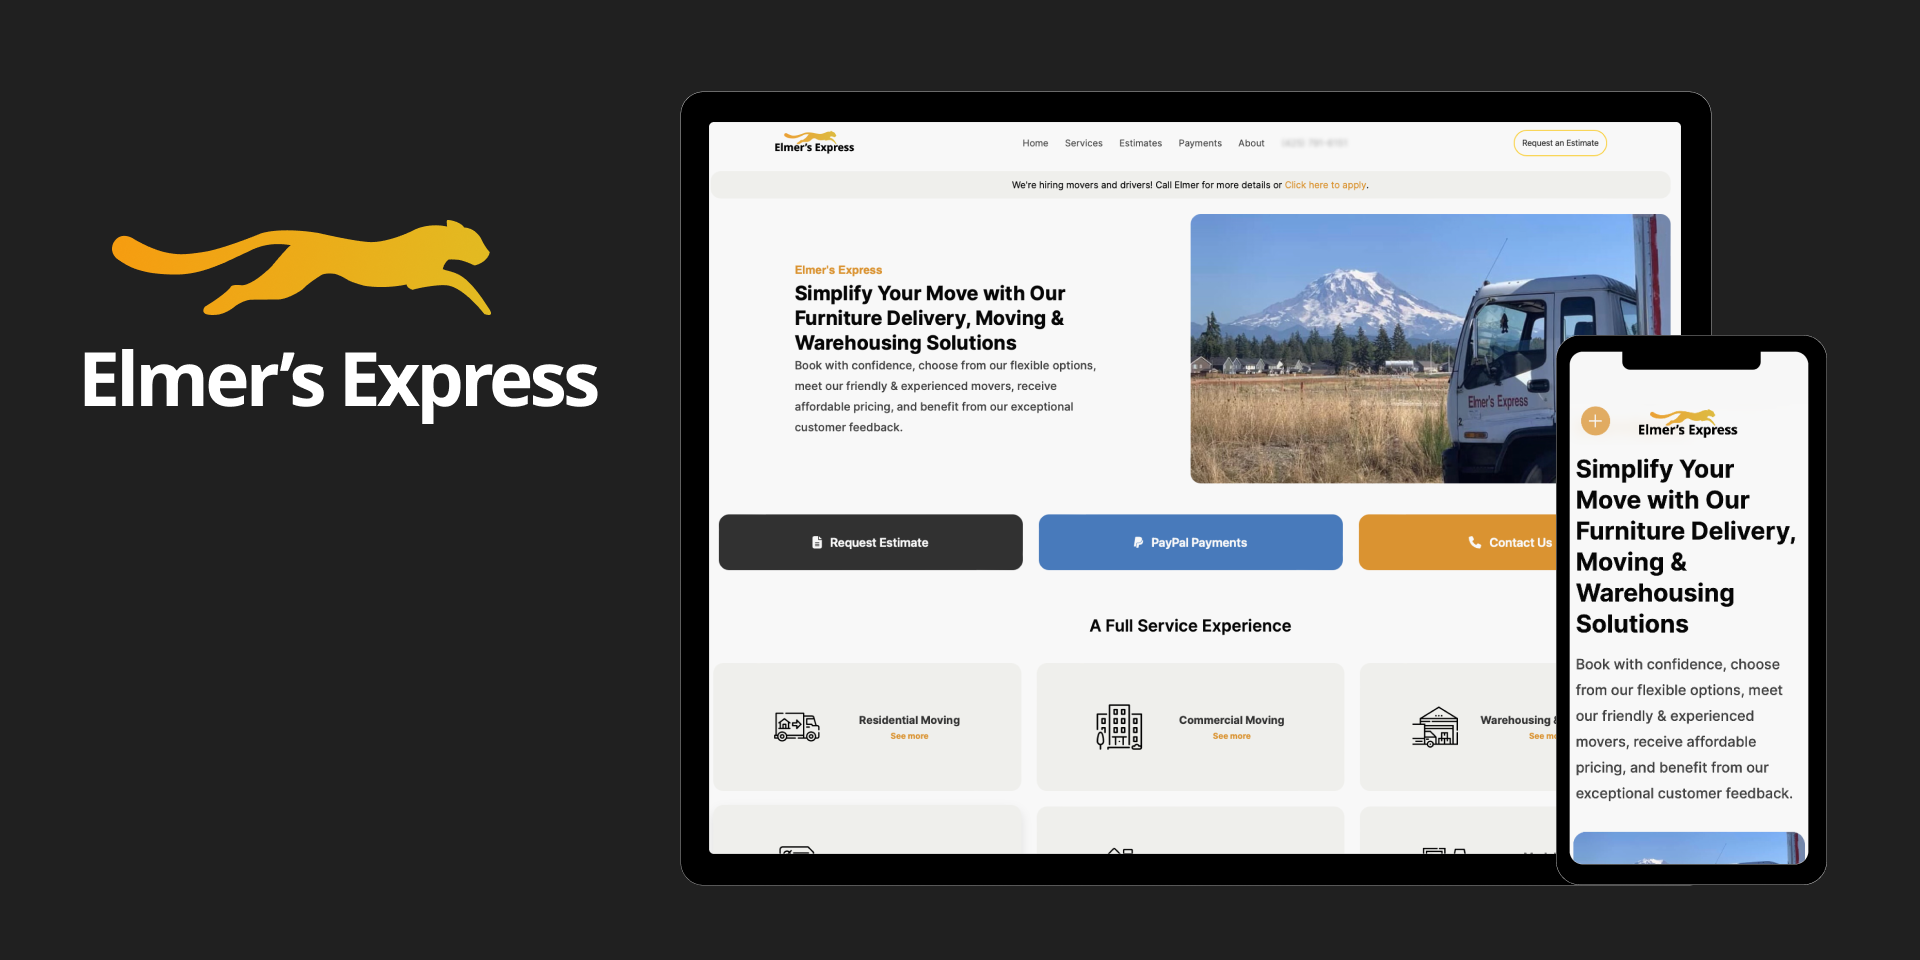 Elmer's Express
Elmer's Express
Home Services Estimates Payments About
Request an Estimate
We're hiring movers and drivers! Call Elmer for more details or Click here to apply.
Elmer's Express
Simplify Your Move with Our
Furniture Delivery, Moving &
Warehousing Solutions
Book with confidence, choose from our flexible options,
meet our friendly & experienced movers, receive
affordable pricing, and benefit from our exceptional
customer feedback.
Elmer's Express
Request Estimate
PayPal Payments
Contact Us
A Full Service Experience
Residential Moving
See more
Commercial Moving
See more
Warehousing
See
Elmer's Express
Simplify Your
Move with Our
Furniture Delivery,
Moving &
Warehousing
Solutions
Book with confidence, choose
from our flexible options, meet
our friendly & experienced
movers, receive affordable
pricing, and benefit from our
exceptional customer feedback.